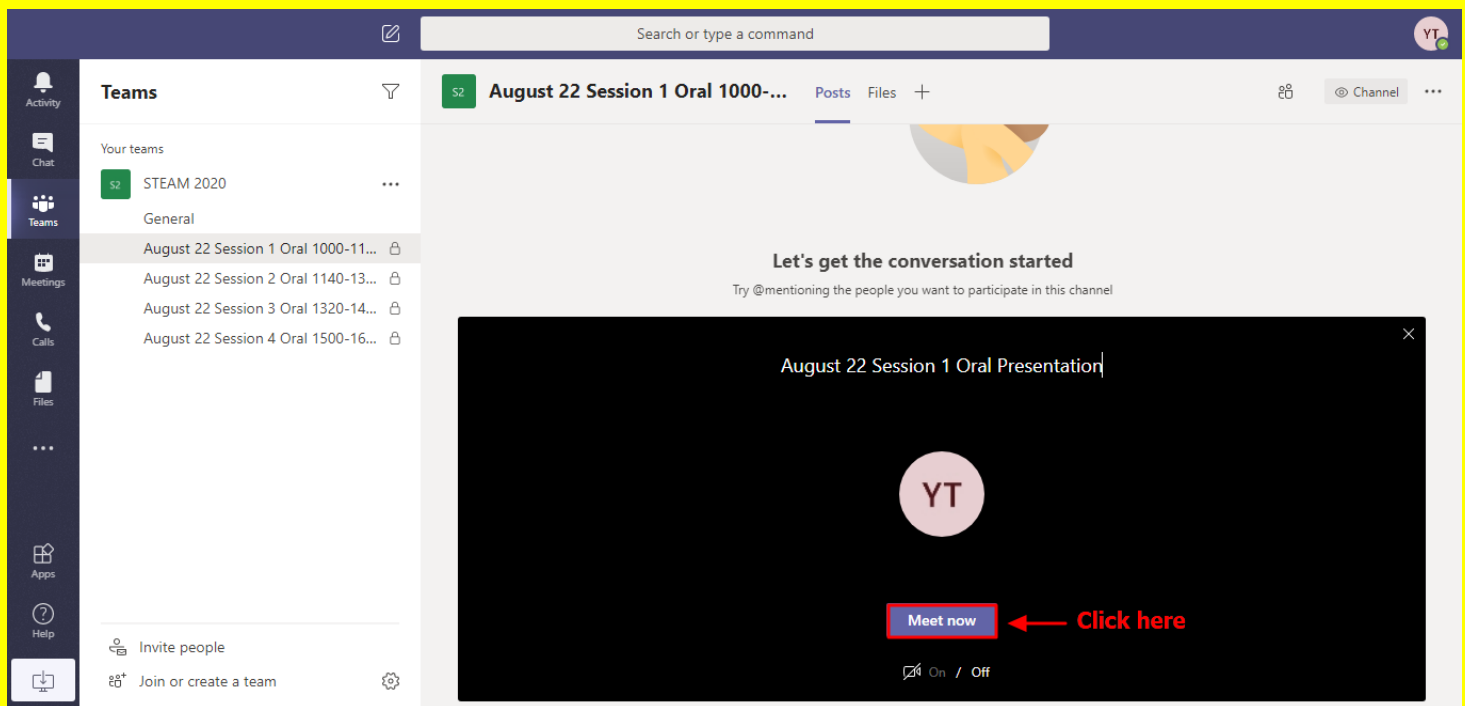 Search or type a command
YT
Activity
Chat
Teams
Meetings
Calls
Files
Apps
Help
Teams
Your teams
S2 STEAM 2020
General
August 22 Session 1 Oral 1000-11...
August 22 Session 2 Oral 1140-13...
August 22 Session 3 Oral 1320-14...
August 22 Session 4 Oral 1500-16...
Invite people
Join or create a team
S2 August 22 Session 1 Oral 1000-... Posts Files Channel
Let's get the conversation started
Try @mentioning the people you want to participate in this channel
August 22 Session 1 Oral Presentation
YT
Meet now Click here
On / Off